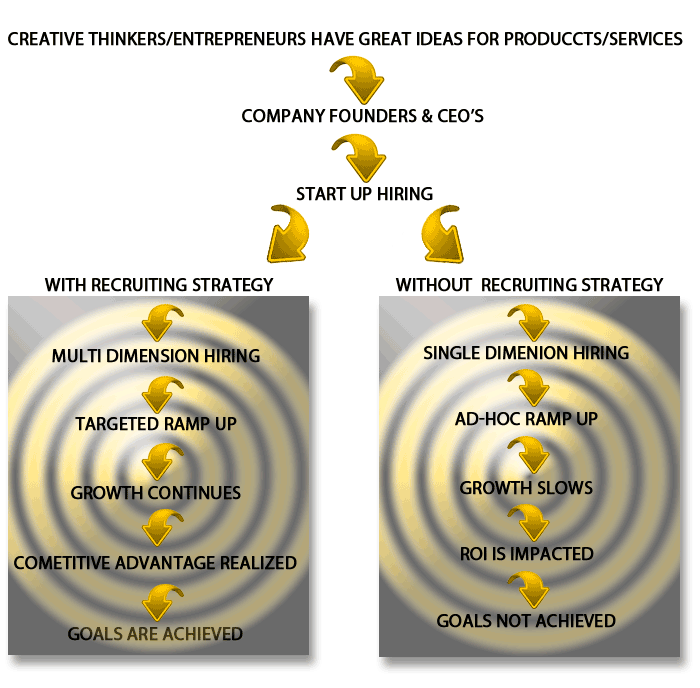 CREATIVE THINKERS/ENTREPRENEURS HAVE GREAT IDEAS FOR PRODUCCTS/SERVICES
COMPANY FOUNDERS & CEO'S
START UP HIRING
WITH RECRUITING STRATEGY
MULTI DIMENSION HIRING
TARGETED RAMP UP
GROWTH CONTINUES
COMETITIVE ADVANTAGE REALIZED
GOALS ARE ACHIEVED
WITHOUT RECRUITING STRATEGY
SINGLE DIMENION HIRING
AD-HOC RAMP UP
GROWTH SLOWS
ROI IS IMPACTED
GOALS NOT ACHIEVED